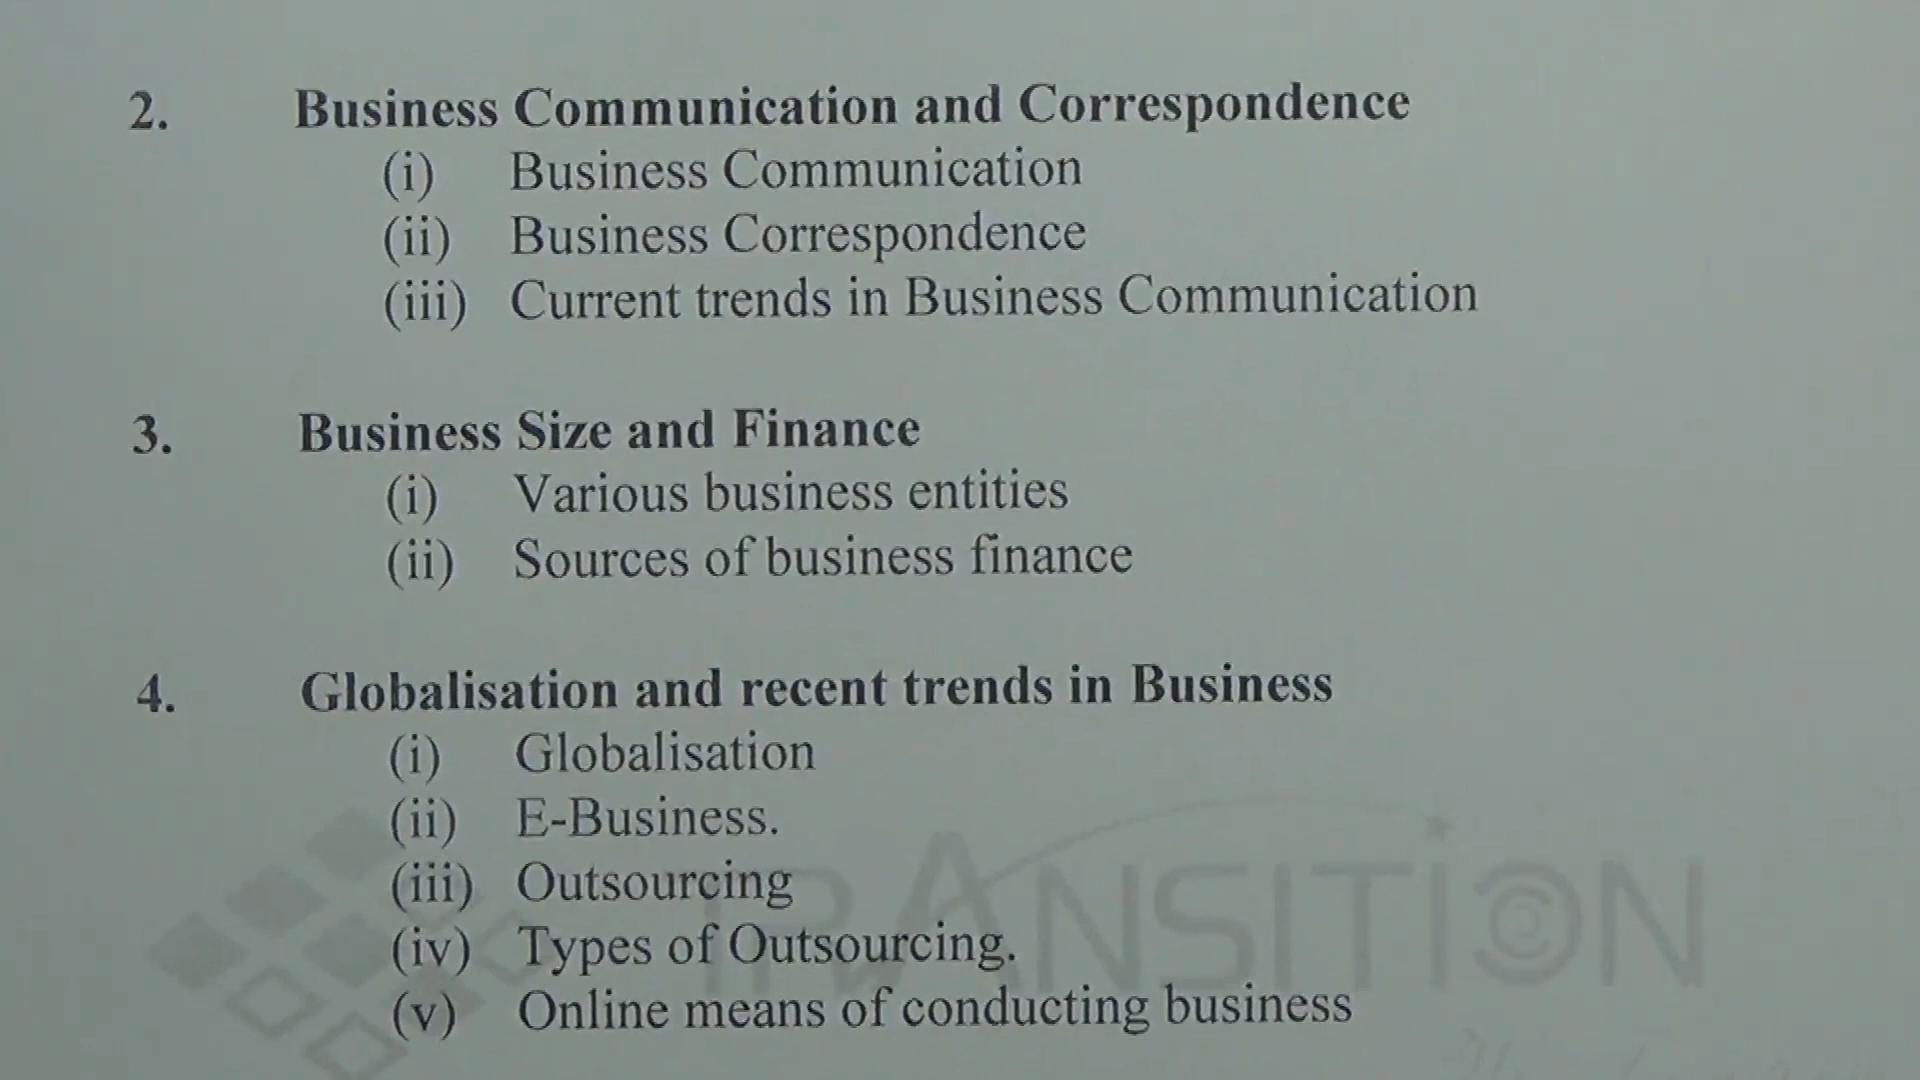 2. Business Communication and Correspondence
(i) Business Communication
(ii) Business Correspondence
(iii) Current trends in Business Communication
3. Business Size and Finance
(i) Various business entities
(ii) Sources of business finance
4. Globalisation and recent trends in Business
(i) Globalisation
(ii) E-Business.
(iii) Outsourcing
(iv) Types of Outsourcing.
(v) Online means of conducting business
TRANSITION